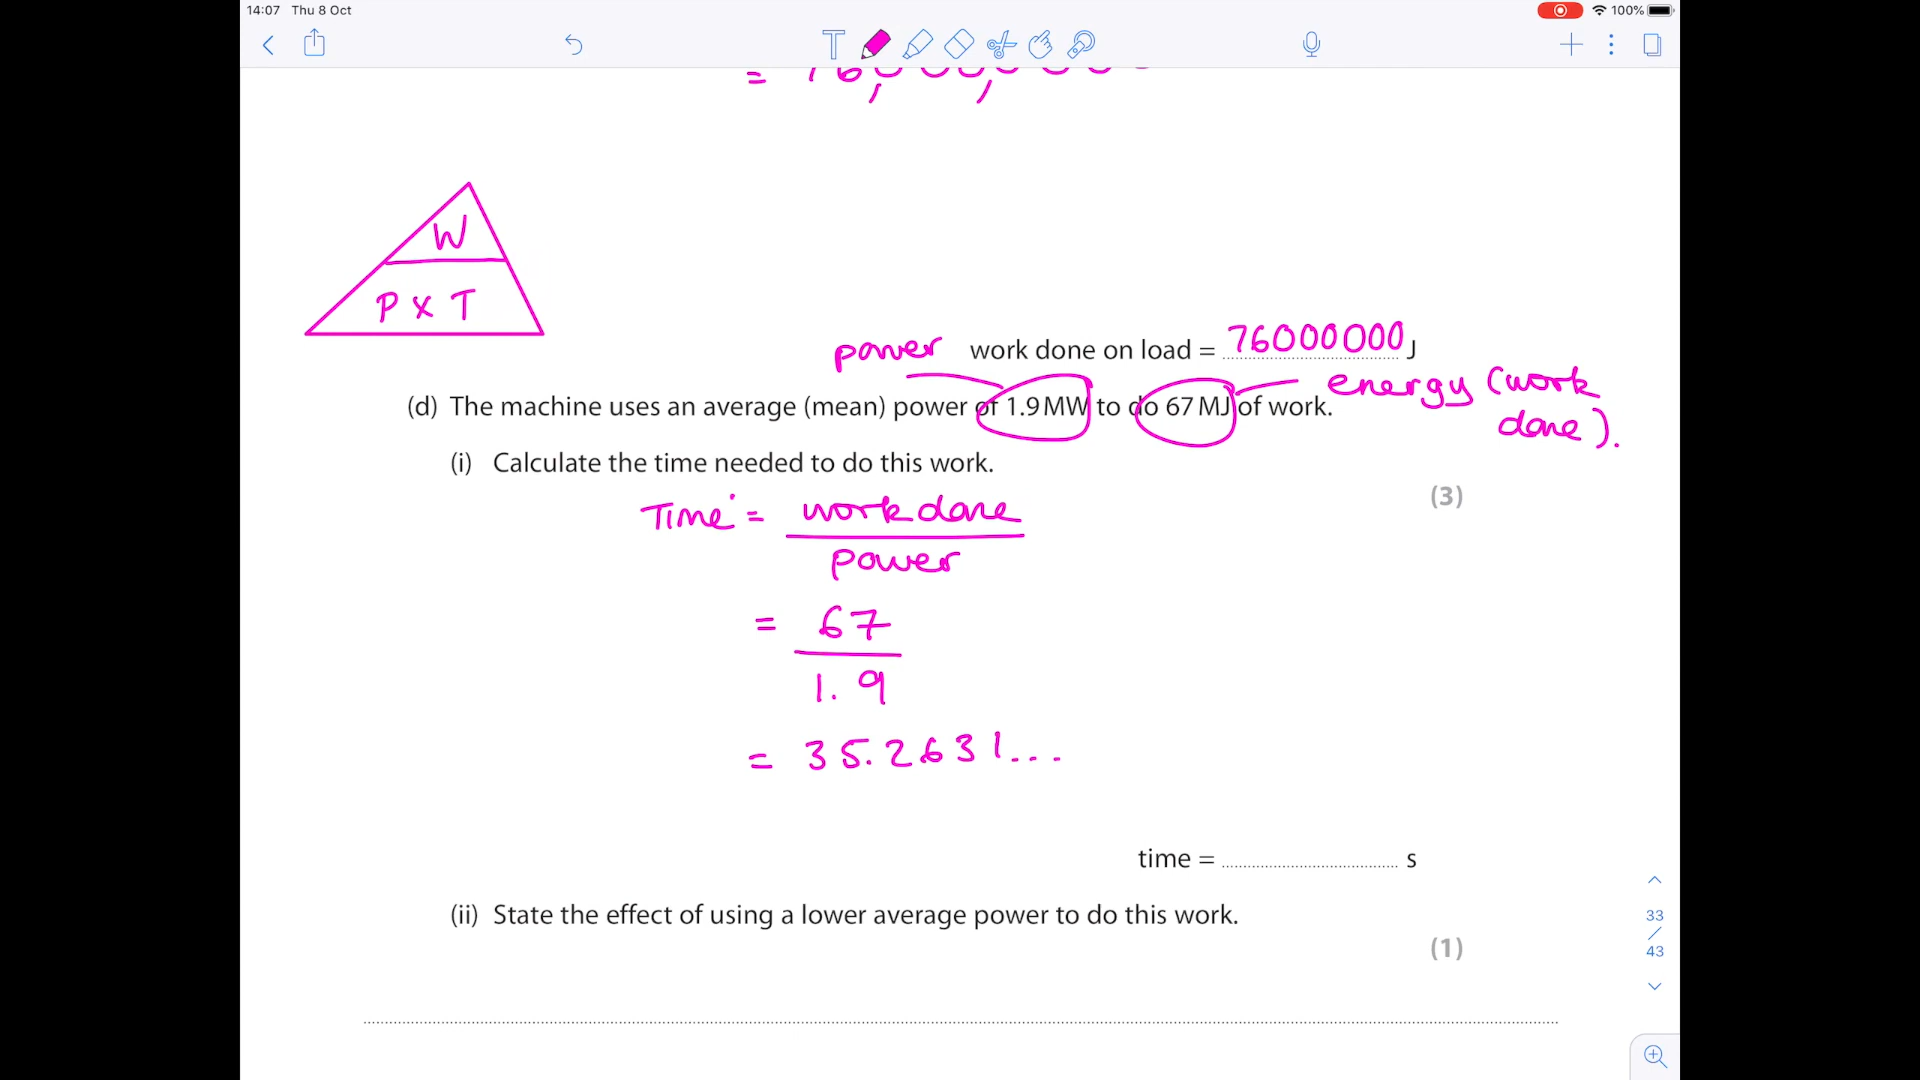 14:07 Thu 8 Oct
100%
= 76,000,000
W
P x T
power work done on load = 76000000 J
energy (work done).
(d) The machine uses an average (mean) power of 1.9 MW to do 67 MJ of work.
(i) Calculate the time needed to do this work.
(3)
Time = work done
power
= 67
1.9
= 35.2631...
time = .................... s
(ii) State the effect of using a lower average power to do this work.
(1)
33
/
43